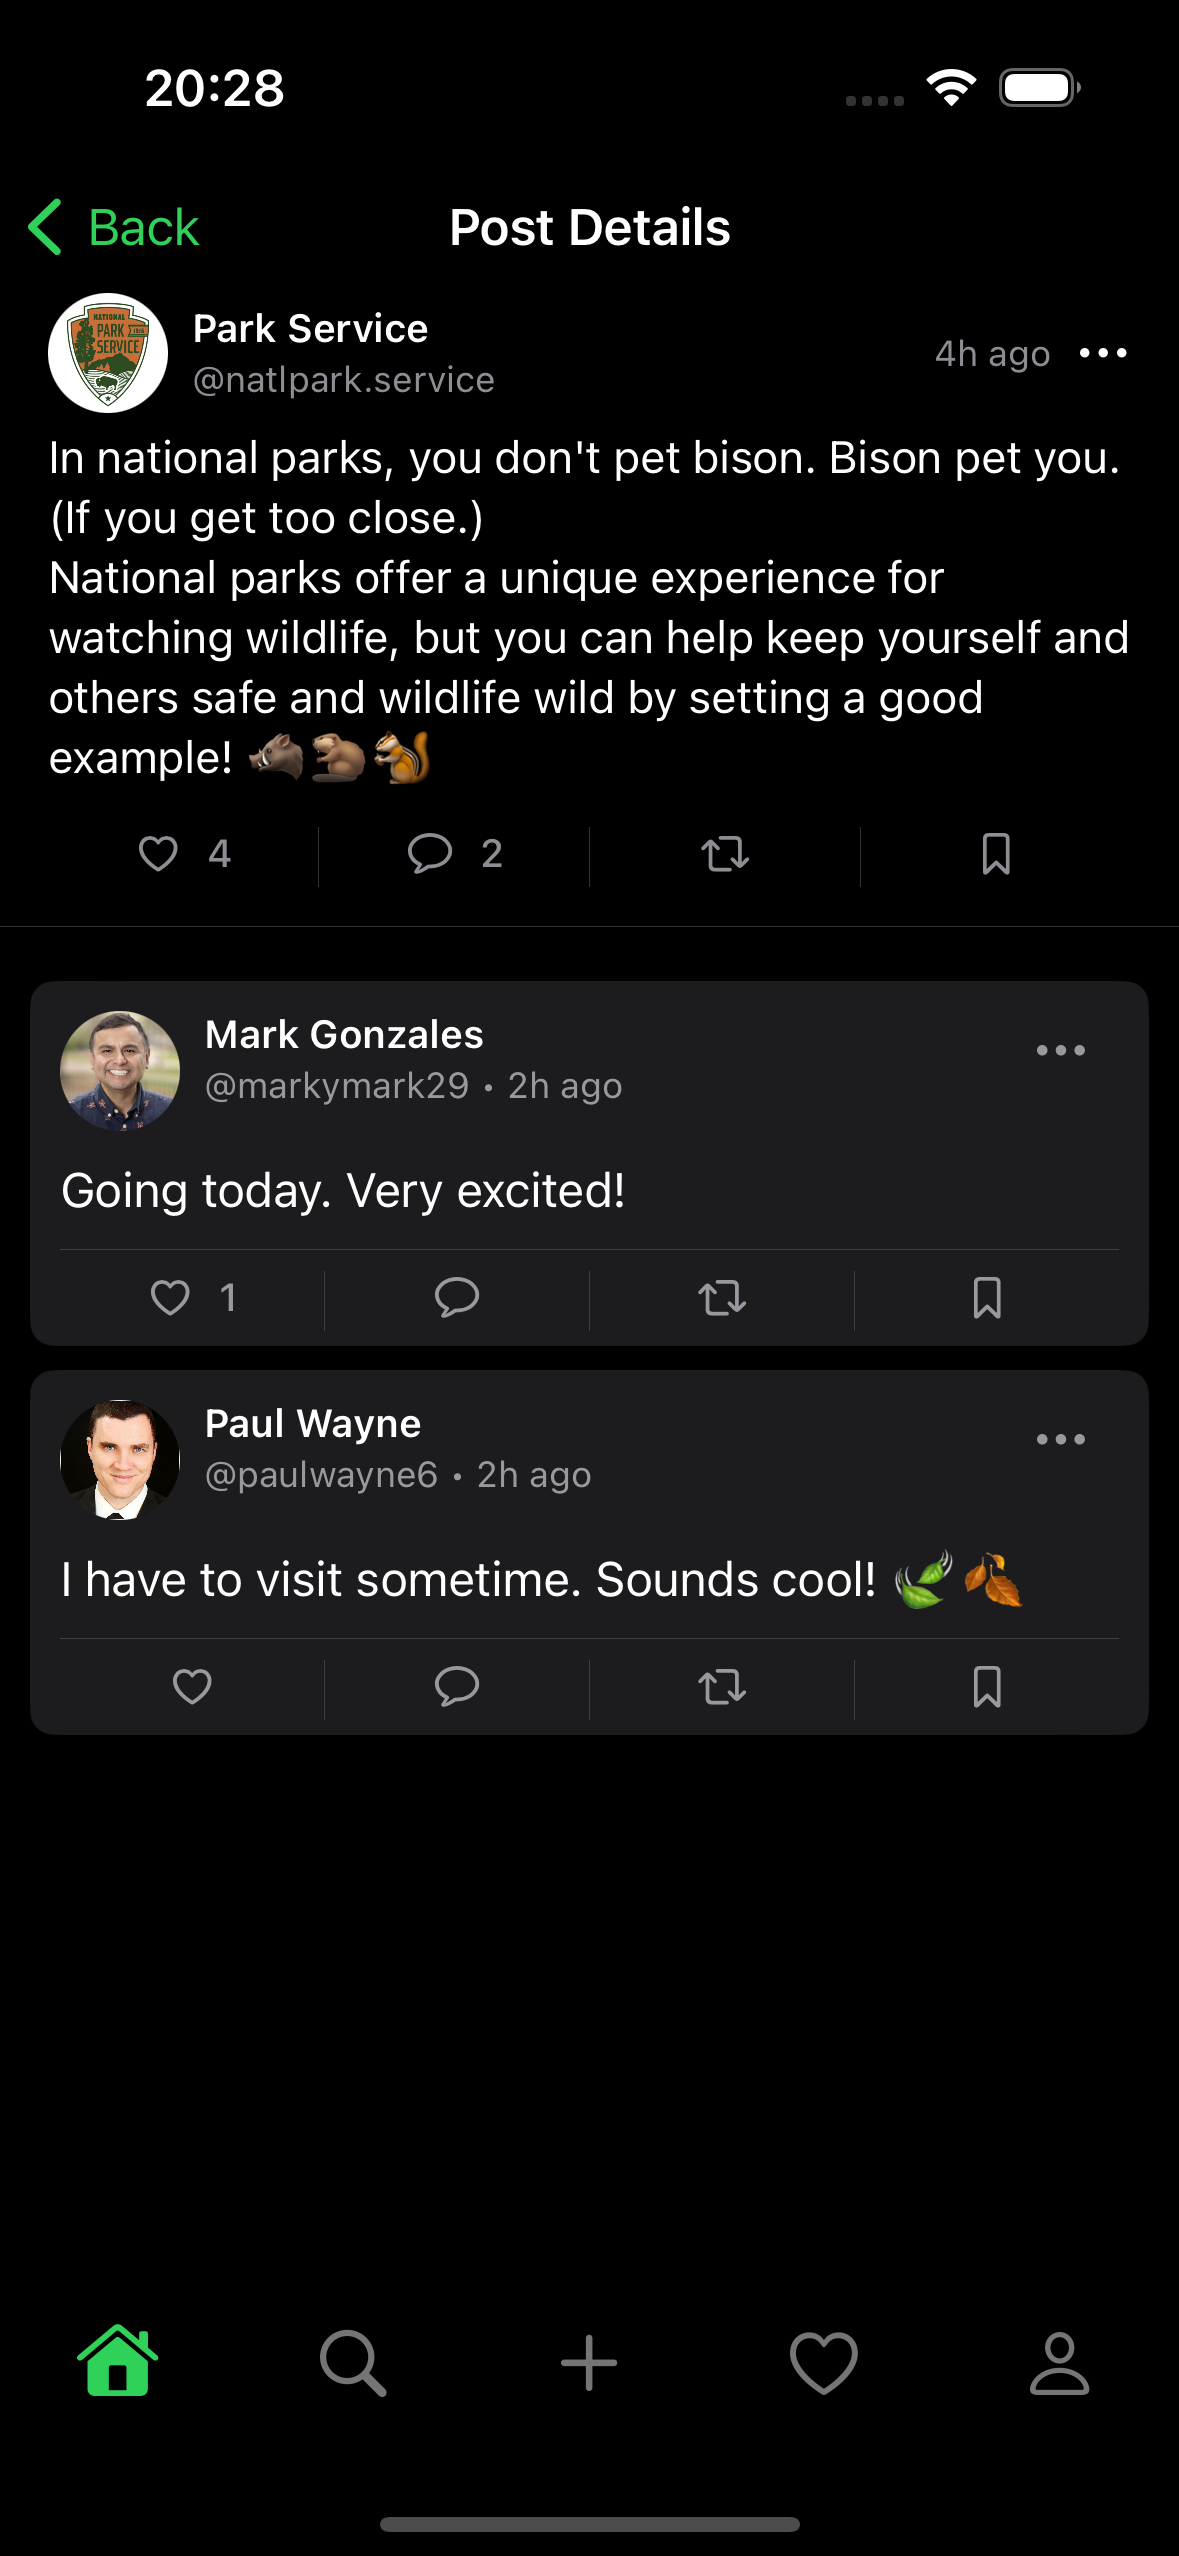 20:28
Back
Post Details
NATIONAL
PARK
SERVICE
Park Service
@natlpark.service
4h ago
In national parks, you don't pet bison. Bison pet you.
(If you get too close.)
National parks offer a unique experience for
watching wildlife, but you can help keep yourself and
others safe and wildlife wild by setting a good
example! 🐗🦫🐿️
4
2
Mark Gonzales
@markymark29 • 2h ago
Going today. Very excited!
1
Paul Wayne
@paulwayne6 • 2h ago
I have to visit sometime. Sounds cool! 🍃🍂